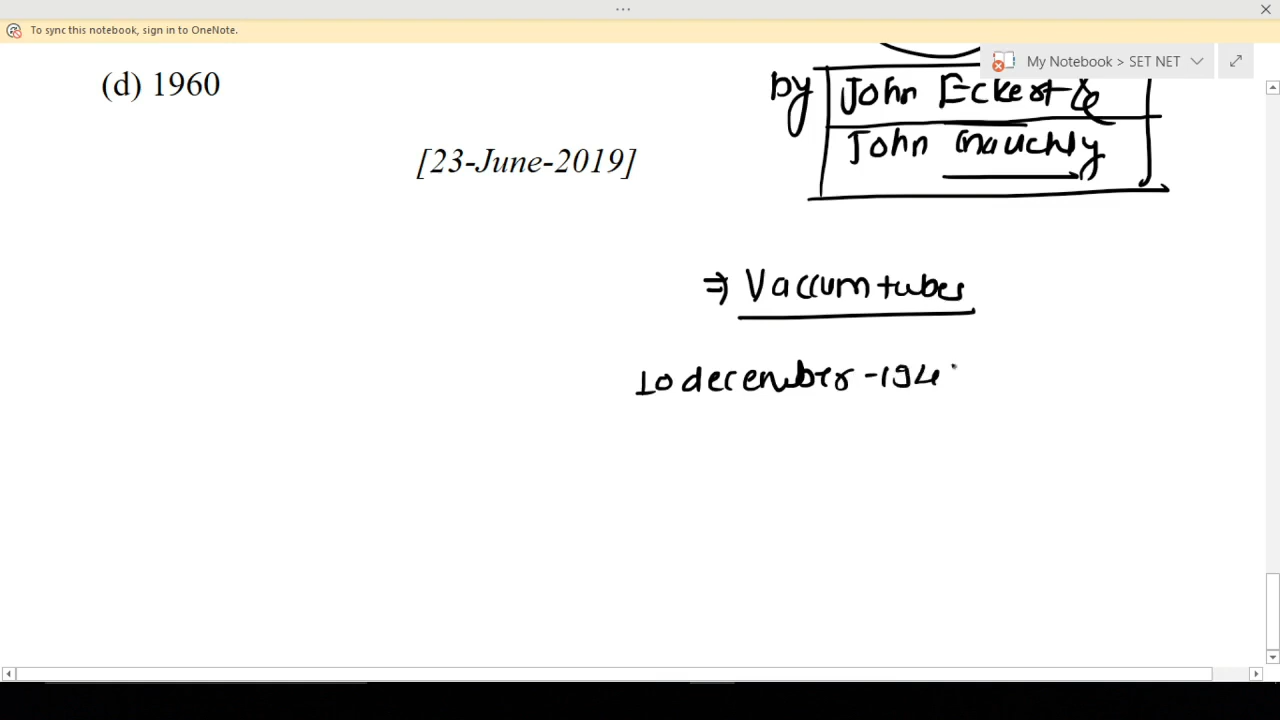 To sync this notebook, sign in to OneNote.
My Notebook > SET NET
(d) 1960
by John Eckert &
John mauchly
[23-June-2019]
⇒ Vaccum tubes
10 december - 194